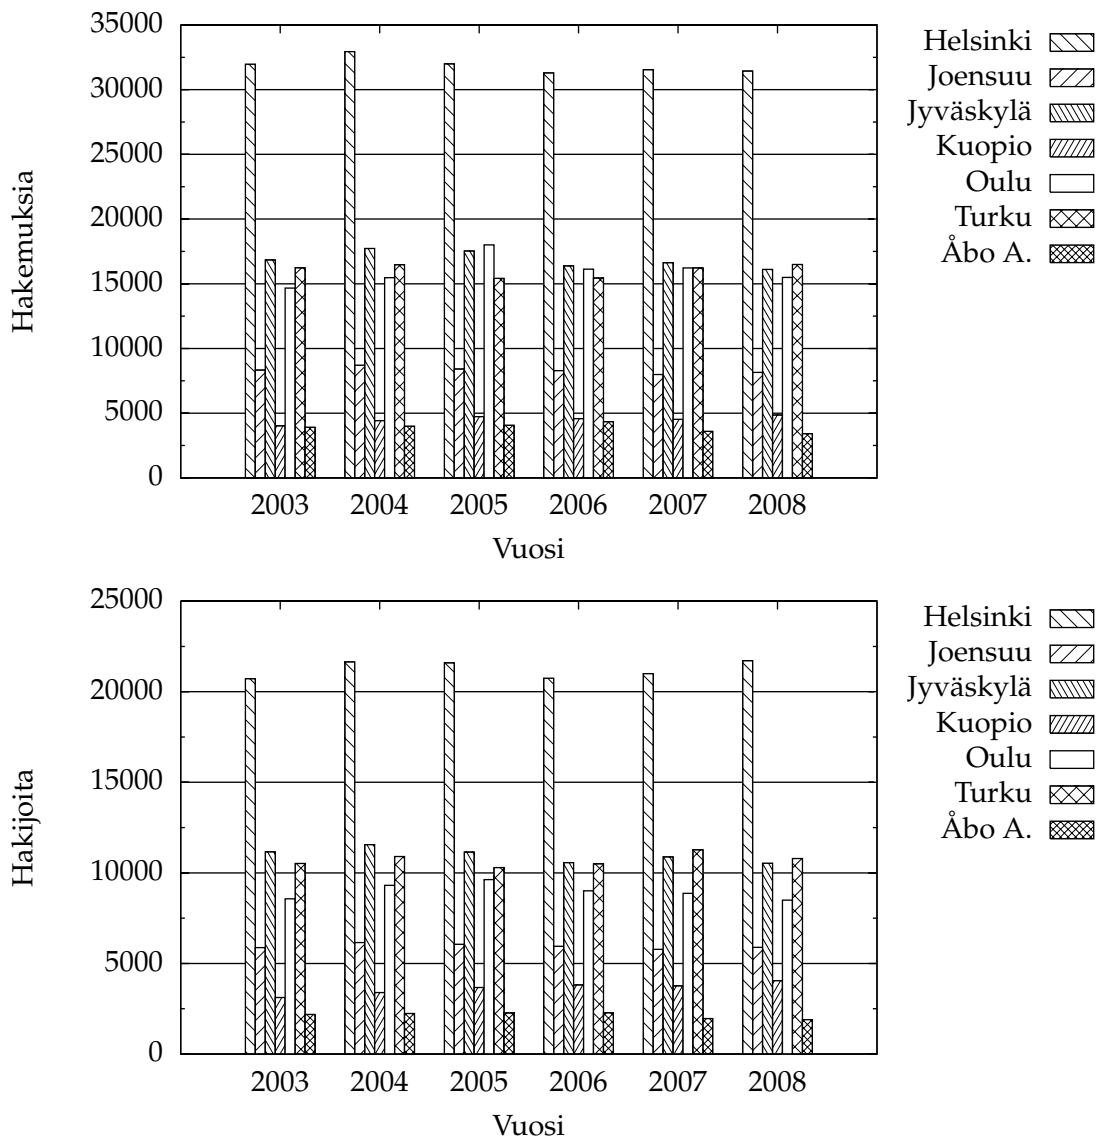 35000
30000
25000
20000
15000
10000
5000
0
Hakemuksia
2003 2004 2005 2006 2007 2008
Vuosi
Helsinki
Joensuu
Jyväskylä
Kuopio
Oulu
Turku
Åbo A.
25000
20000
15000
10000
5000
0
Hakijoita
2003 2004 2005 2006 2007 2008
Vuosi
Helsinki
Joensuu
Jyväskylä
Kuopio
Oulu
Turku
Åbo A.